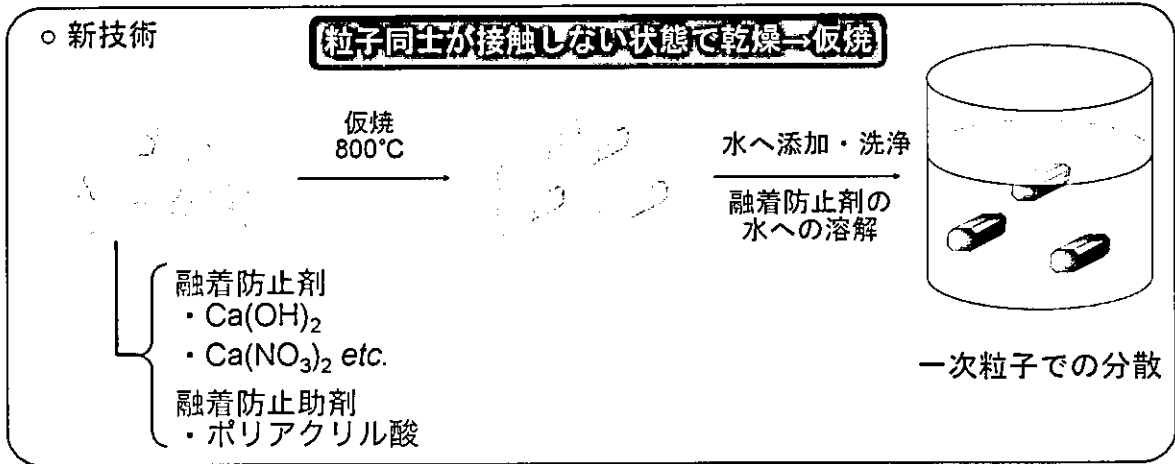 ○ 新技術
粒子同士が接触しない状態で乾燥⇒仮焼
仮焼
800℃
水へ添加・洗浄
融着防止剤の
水への溶解
融着防止剤
・Ca(OH)₂
・Ca(NO₃)₂ etc.
融着防止助剤
・ポリアクリル酸
一次粒子での分散